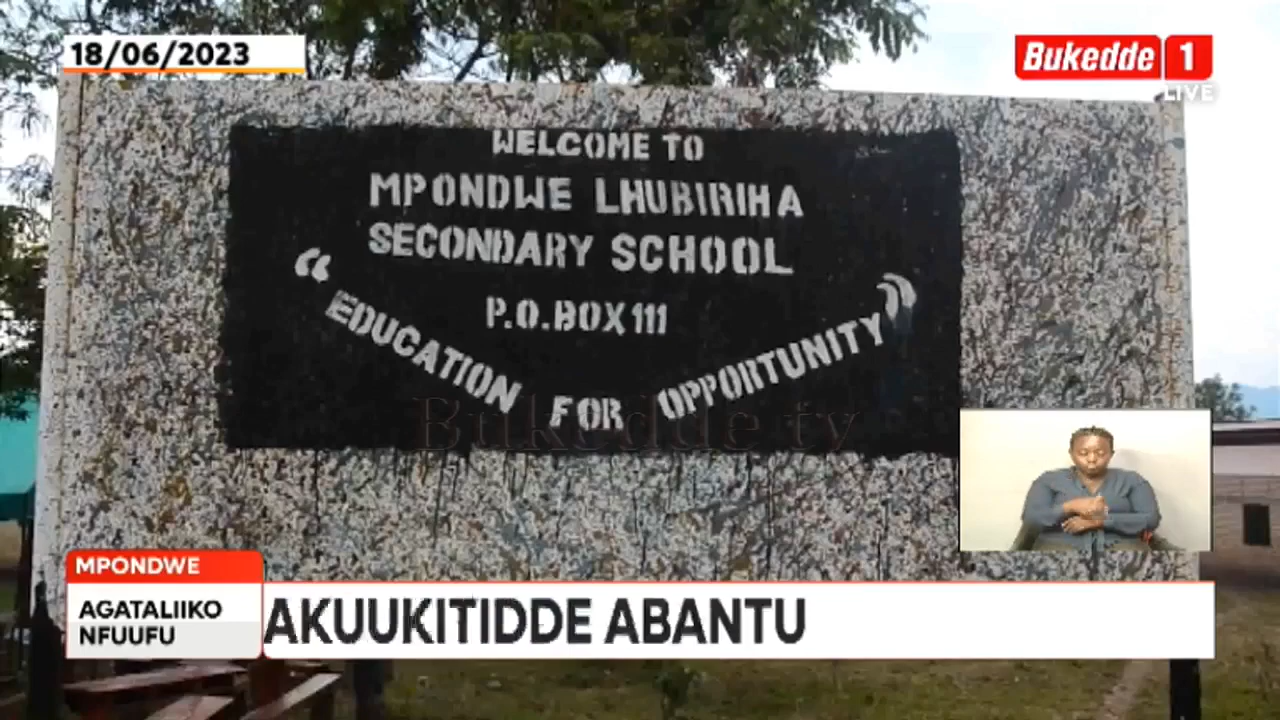 18/06/2023
Bukedde 1
LIVE
WELCOME TO
MPONDWE LHUBIRIHA
SECONDARY SCHOOL
P.O.BOX 111
“EDUCATION FOR OPPORTUNITY”
Bukedde tv
MPONDWE
AGATALIIKO
NFUUFU
AKUUKITIDDE ABANTU